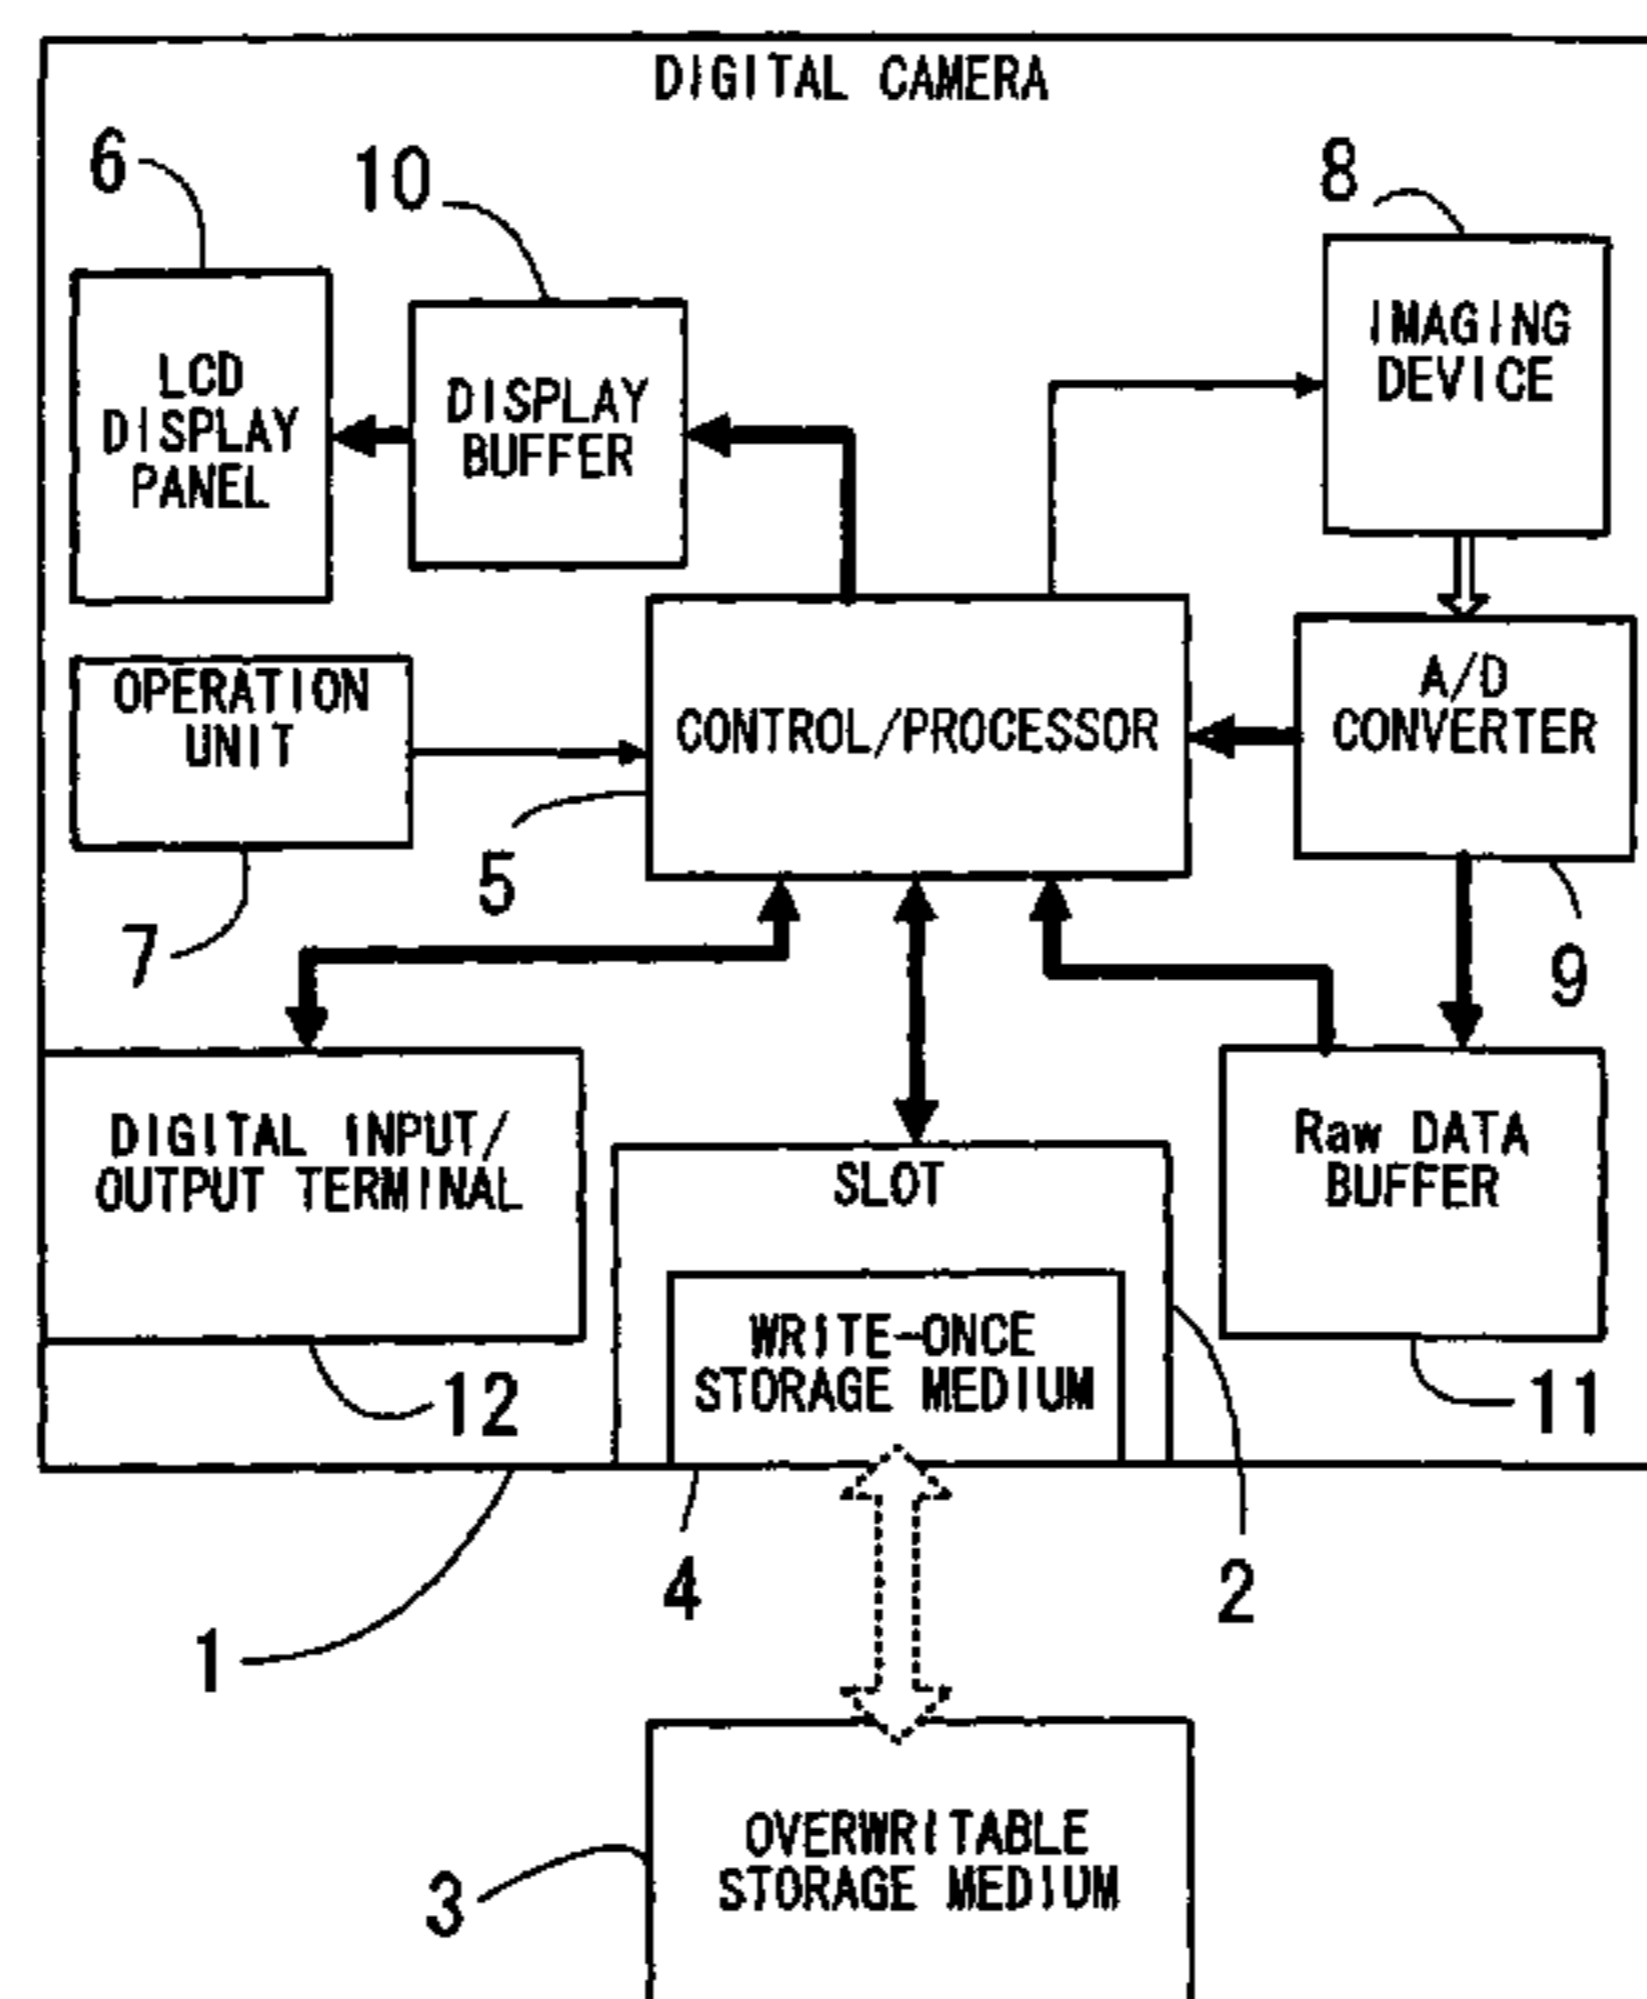 DIGITAL CAMERA
6
10
8
LCD
DISPLAY
PANEL
DISPLAY
BUFFER
IMAGING
DEVICE
OPERATION
UNIT
CONTROL/PROCESSOR
A/D
CONVERTER
5
7
9
DIGITAL INPUT/
OUTPUT TERMINAL
SLOT
Raw DATA
BUFFER
WRITE-ONCE
STORAGE MEDIUM
12
11
4
2
1
OVERWRITABLE
STORAGE MEDIUM
3